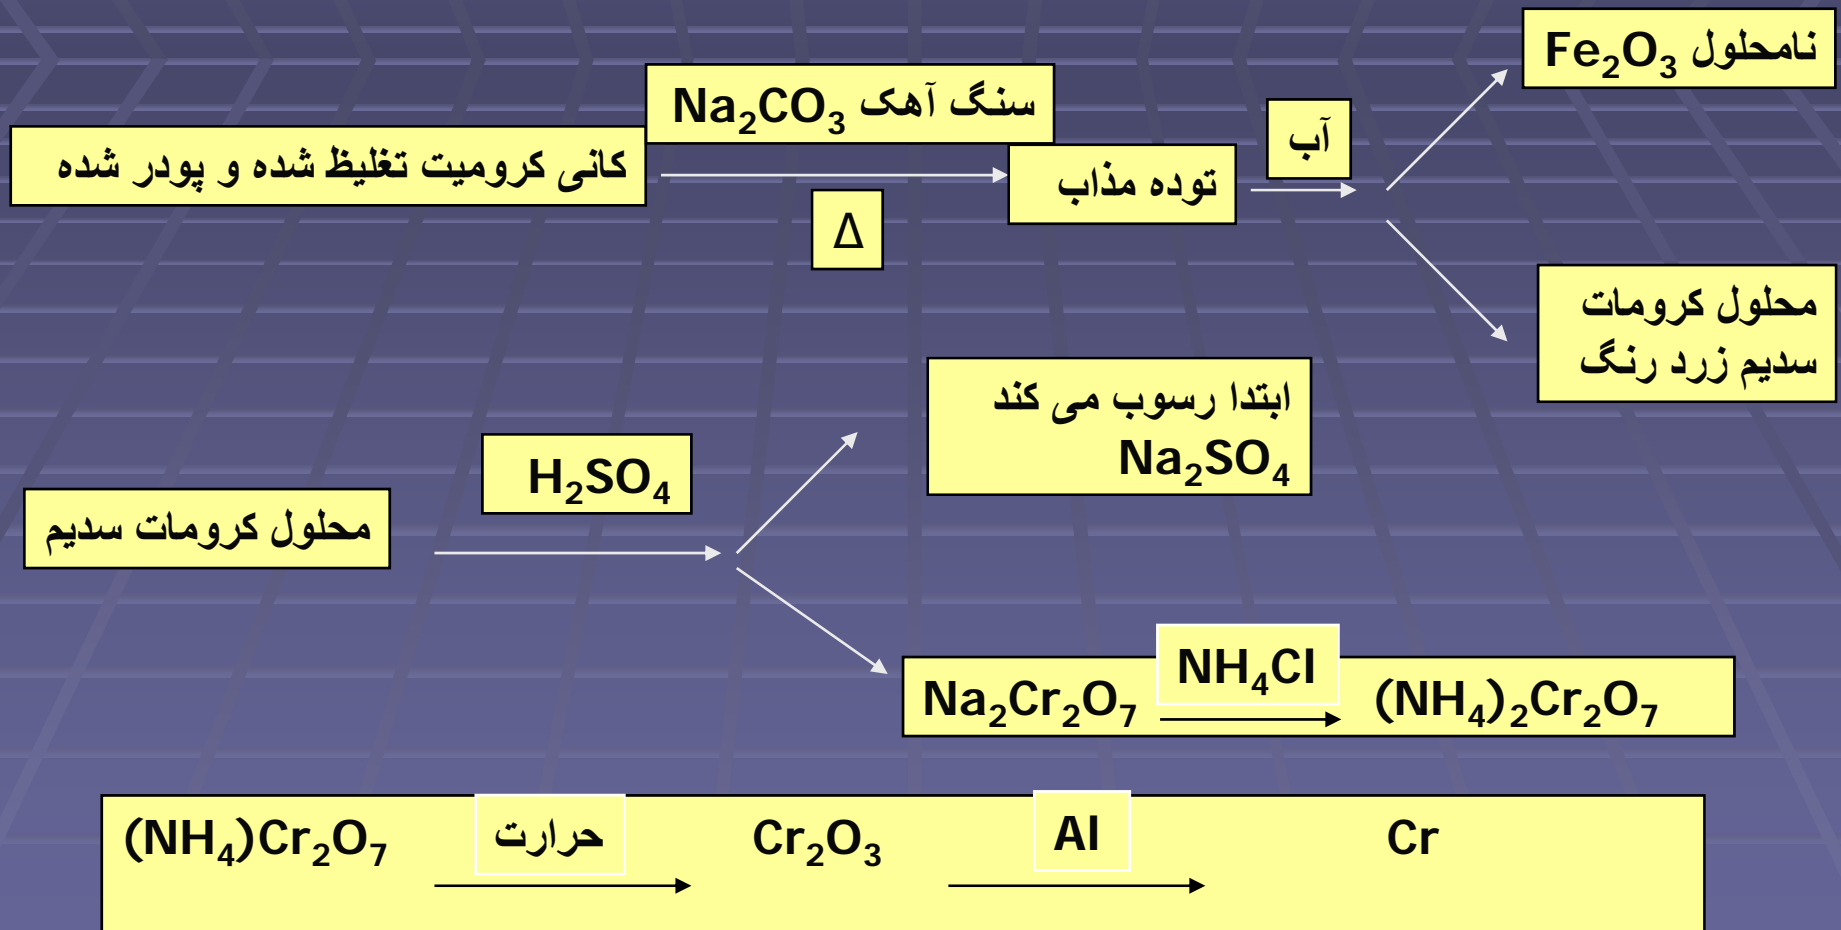 کانی کرومیت تغلیظ شده و پودر شده
سنگ آهک Na₂CO₃
Δ
توده مذاب
آب
نامحلول Fe₂O₃
محلول کرومات
سدیم زرد رنگ
محلول کرومات سدیم
H₂SO₄
ابتدا رسوب می کند
Na₂SO₄
Na₂Cr₂O₇ NH₄Cl (NH₄)₂Cr₂O₇
(NH₄)Cr₂O₇ حرارت Cr₂O₃ Al Cr